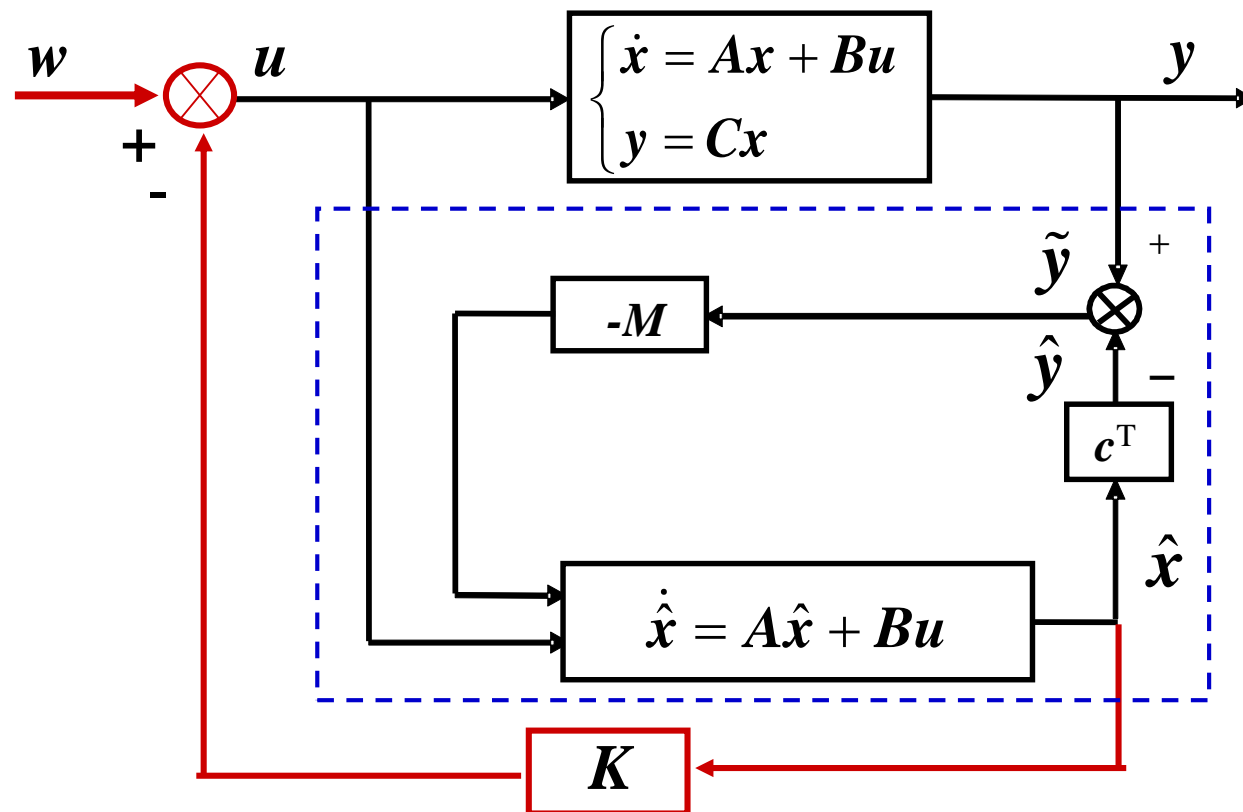 w
u
ẋ = Ax + Bu
y = Cx
y
+
-
ỹ
+
-M
ŷ
−
cᵀ
x̂
x̂̇ = Ax̂ + Bu
K